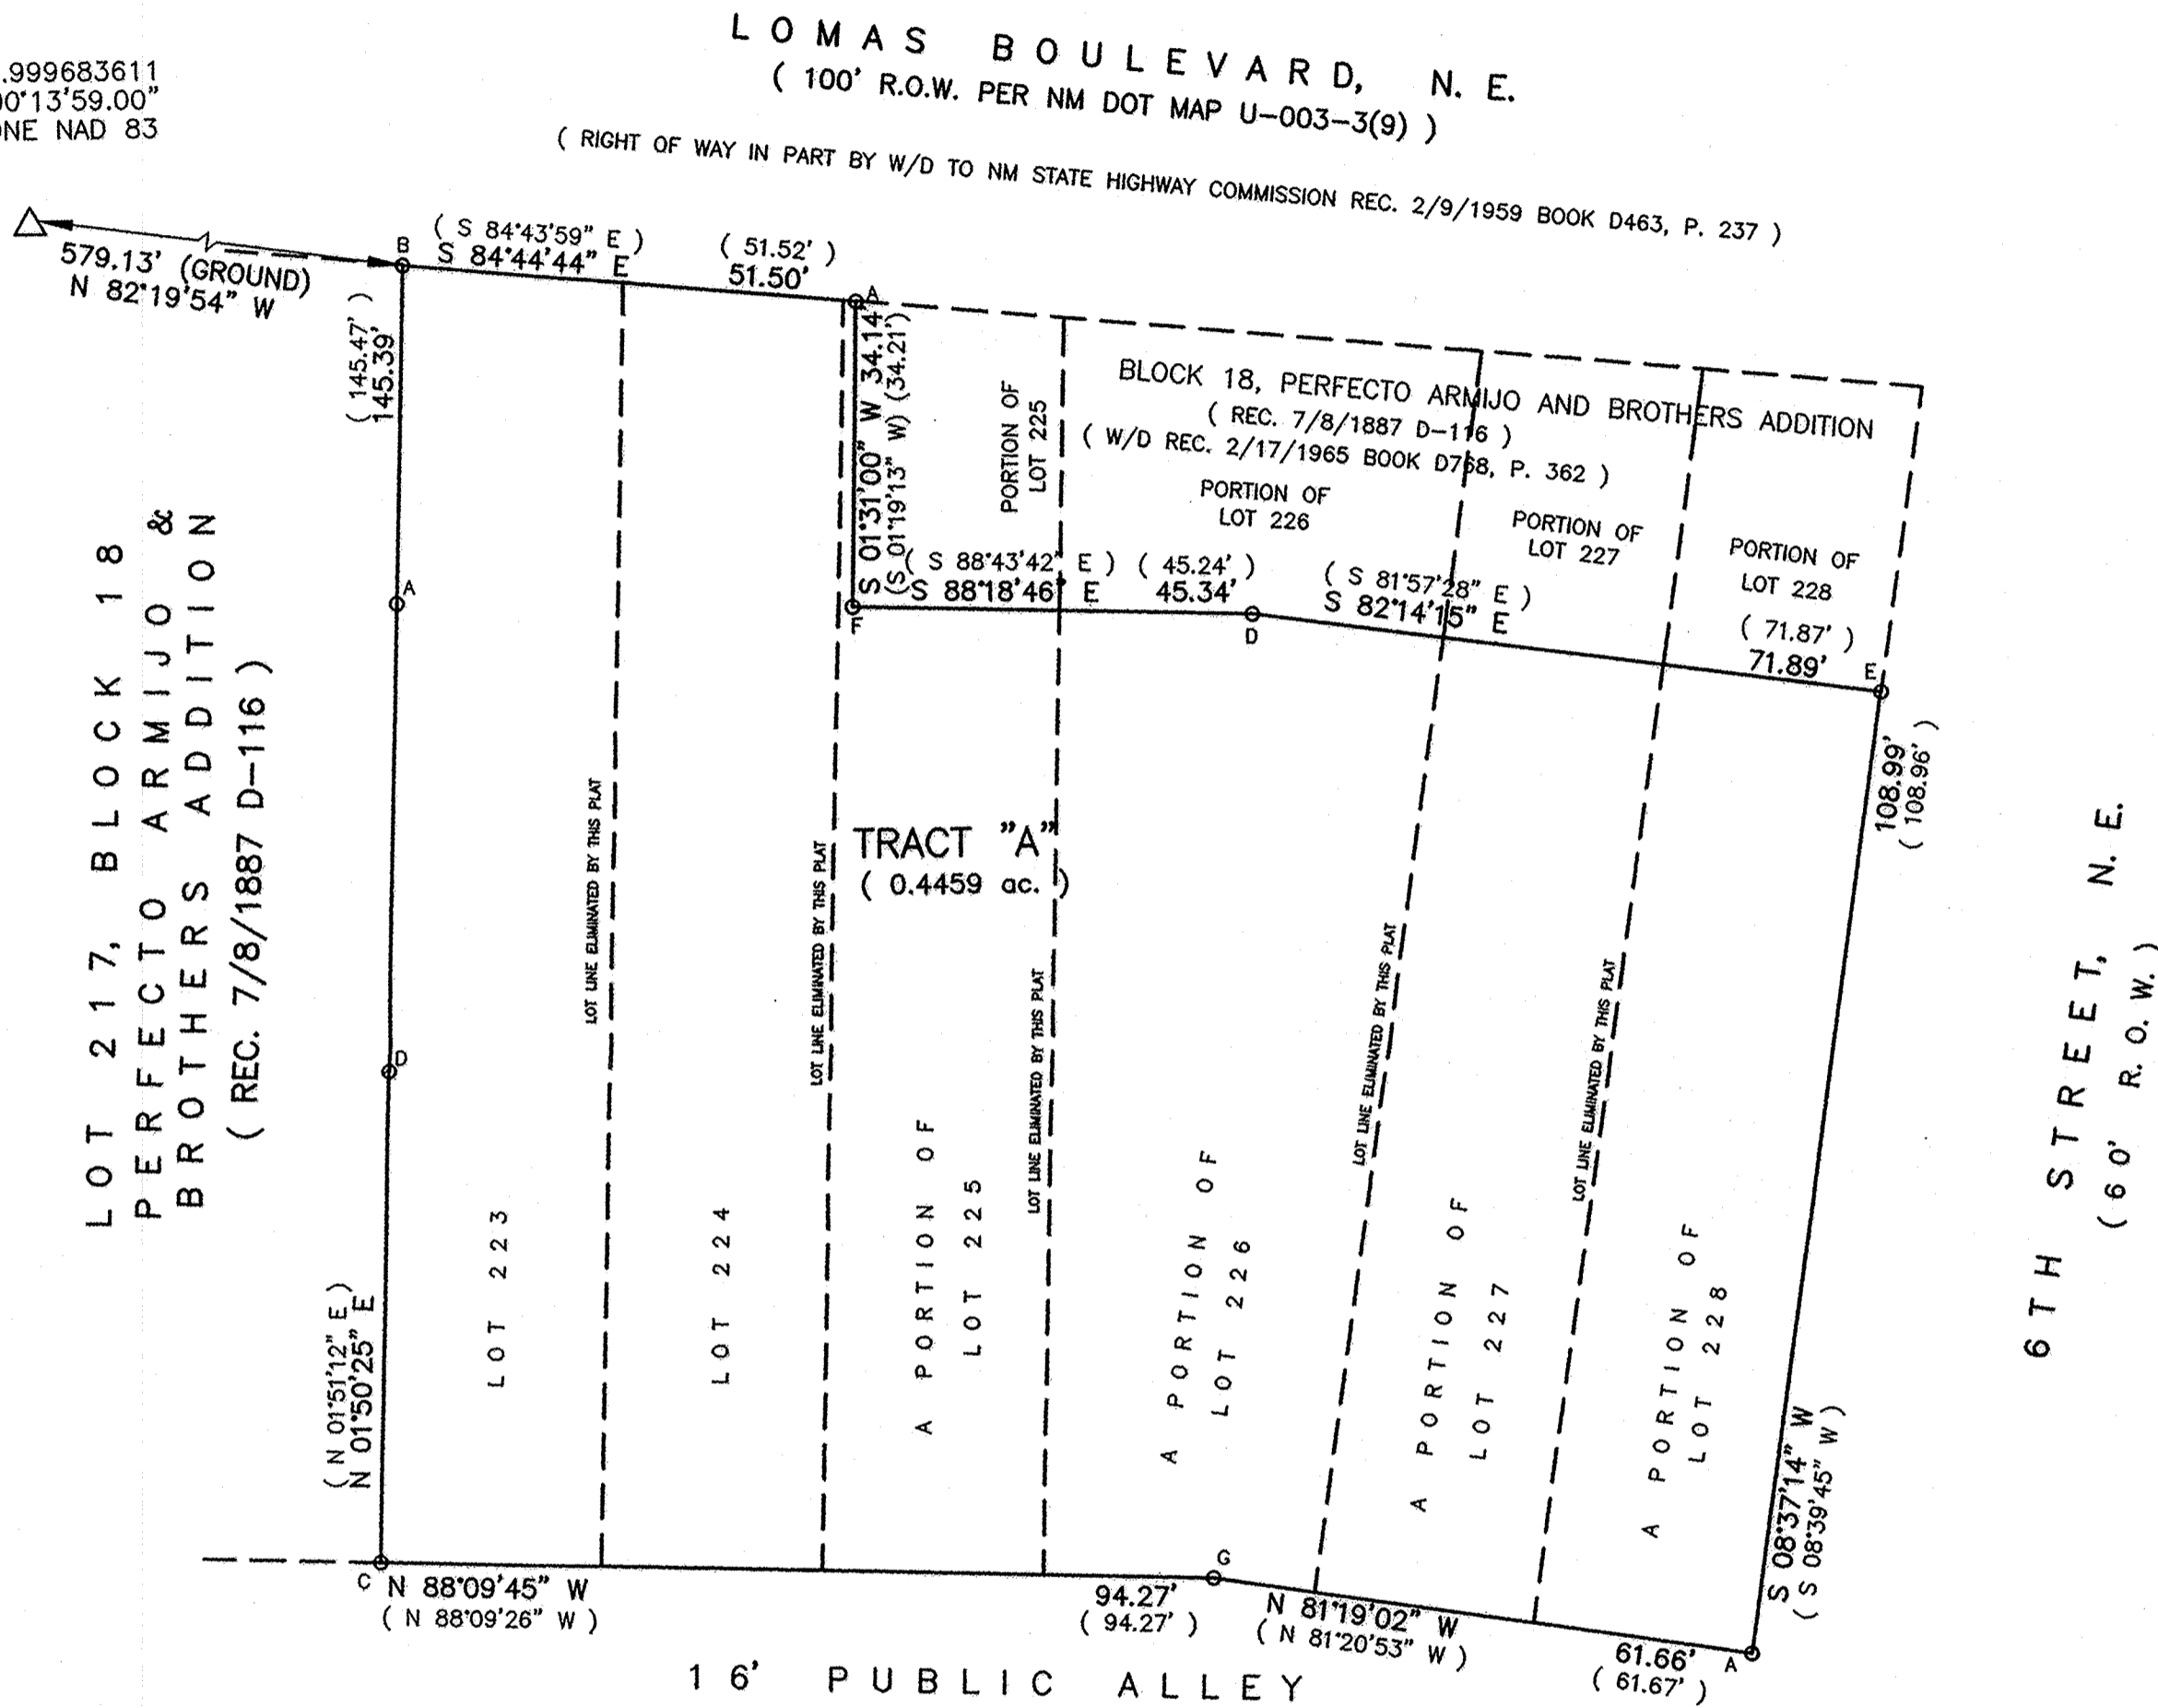 .999683611
00°13'59.00"
ONE NAD 83
LOMAS BOULEVARD, N. E.
( 100' R.O.W. PER NM DOT MAP U-003-3(9) )
( RIGHT OF WAY IN PART BY W/D TO NM STATE HIGHWAY COMMISSION REC. 2/9/1959 BOOK D463, P. 237 )
579.13' (GROUND)
N 82°19'54" W
B
( S 84°43'59" E )
S 84°44'44" E
( 51.52' )
51.50'
A
( 145.47' )
145.39'
S 01°31'00" W 34.14'
(S 01°19'13" W) (34.21')
PORTION OF
LOT 225
BLOCK 18, PERFECTO ARMIJO AND BROTHERS ADDITION
( REC. 7/8/1887 D-116 )
( W/D REC. 2/17/1965 BOOK D768, P. 362 )
PORTION OF
LOT 226
PORTION OF
LOT 227
PORTION OF
LOT 228
( S 88°43'42" E ) ( 45.24' )
S 88°18'46" E 45.34'
( S 81°57'28" E )
S 82°14'15" E
( 71.87' )
71.89'
E
F
D
A
D
LOT 217, BLOCK 18
PERFECTO ARMIJO &
BROTHERS ADDITION
( REC. 7/8/1887 D-116 )
108.99'
( 108.96' )
TRACT "A"
( 0.4459 ac. )
LOT LINE ELIMINATED BY THIS PLAT
LOT LINE ELIMINATED BY THIS PLAT
LOT LINE ELIMINATED BY THIS PLAT
LOT LINE ELIMINATED BY THIS PLAT
LOT LINE ELIMINATED BY THIS PLAT
6TH STREET, N. E.
( 60' R. O. W. )
LOT 223
LOT 224
A PORTION OF
LOT 225
A PORTION OF
LOT 226
A PORTION OF
LOT 227
A PORTION OF
LOT 228
( N 01°51'12" E )
N 01°50'25" E
S 08°37'14" W
( S 08°39'45" W )
C
N 88°09'45" W
( N 88°09'26" W )
94.27'
( 94.27' )
G
N 81°19'02" W
( N 81°20'53" W )
61.66'
( 61.67' )
A
16' PUBLIC ALLEY